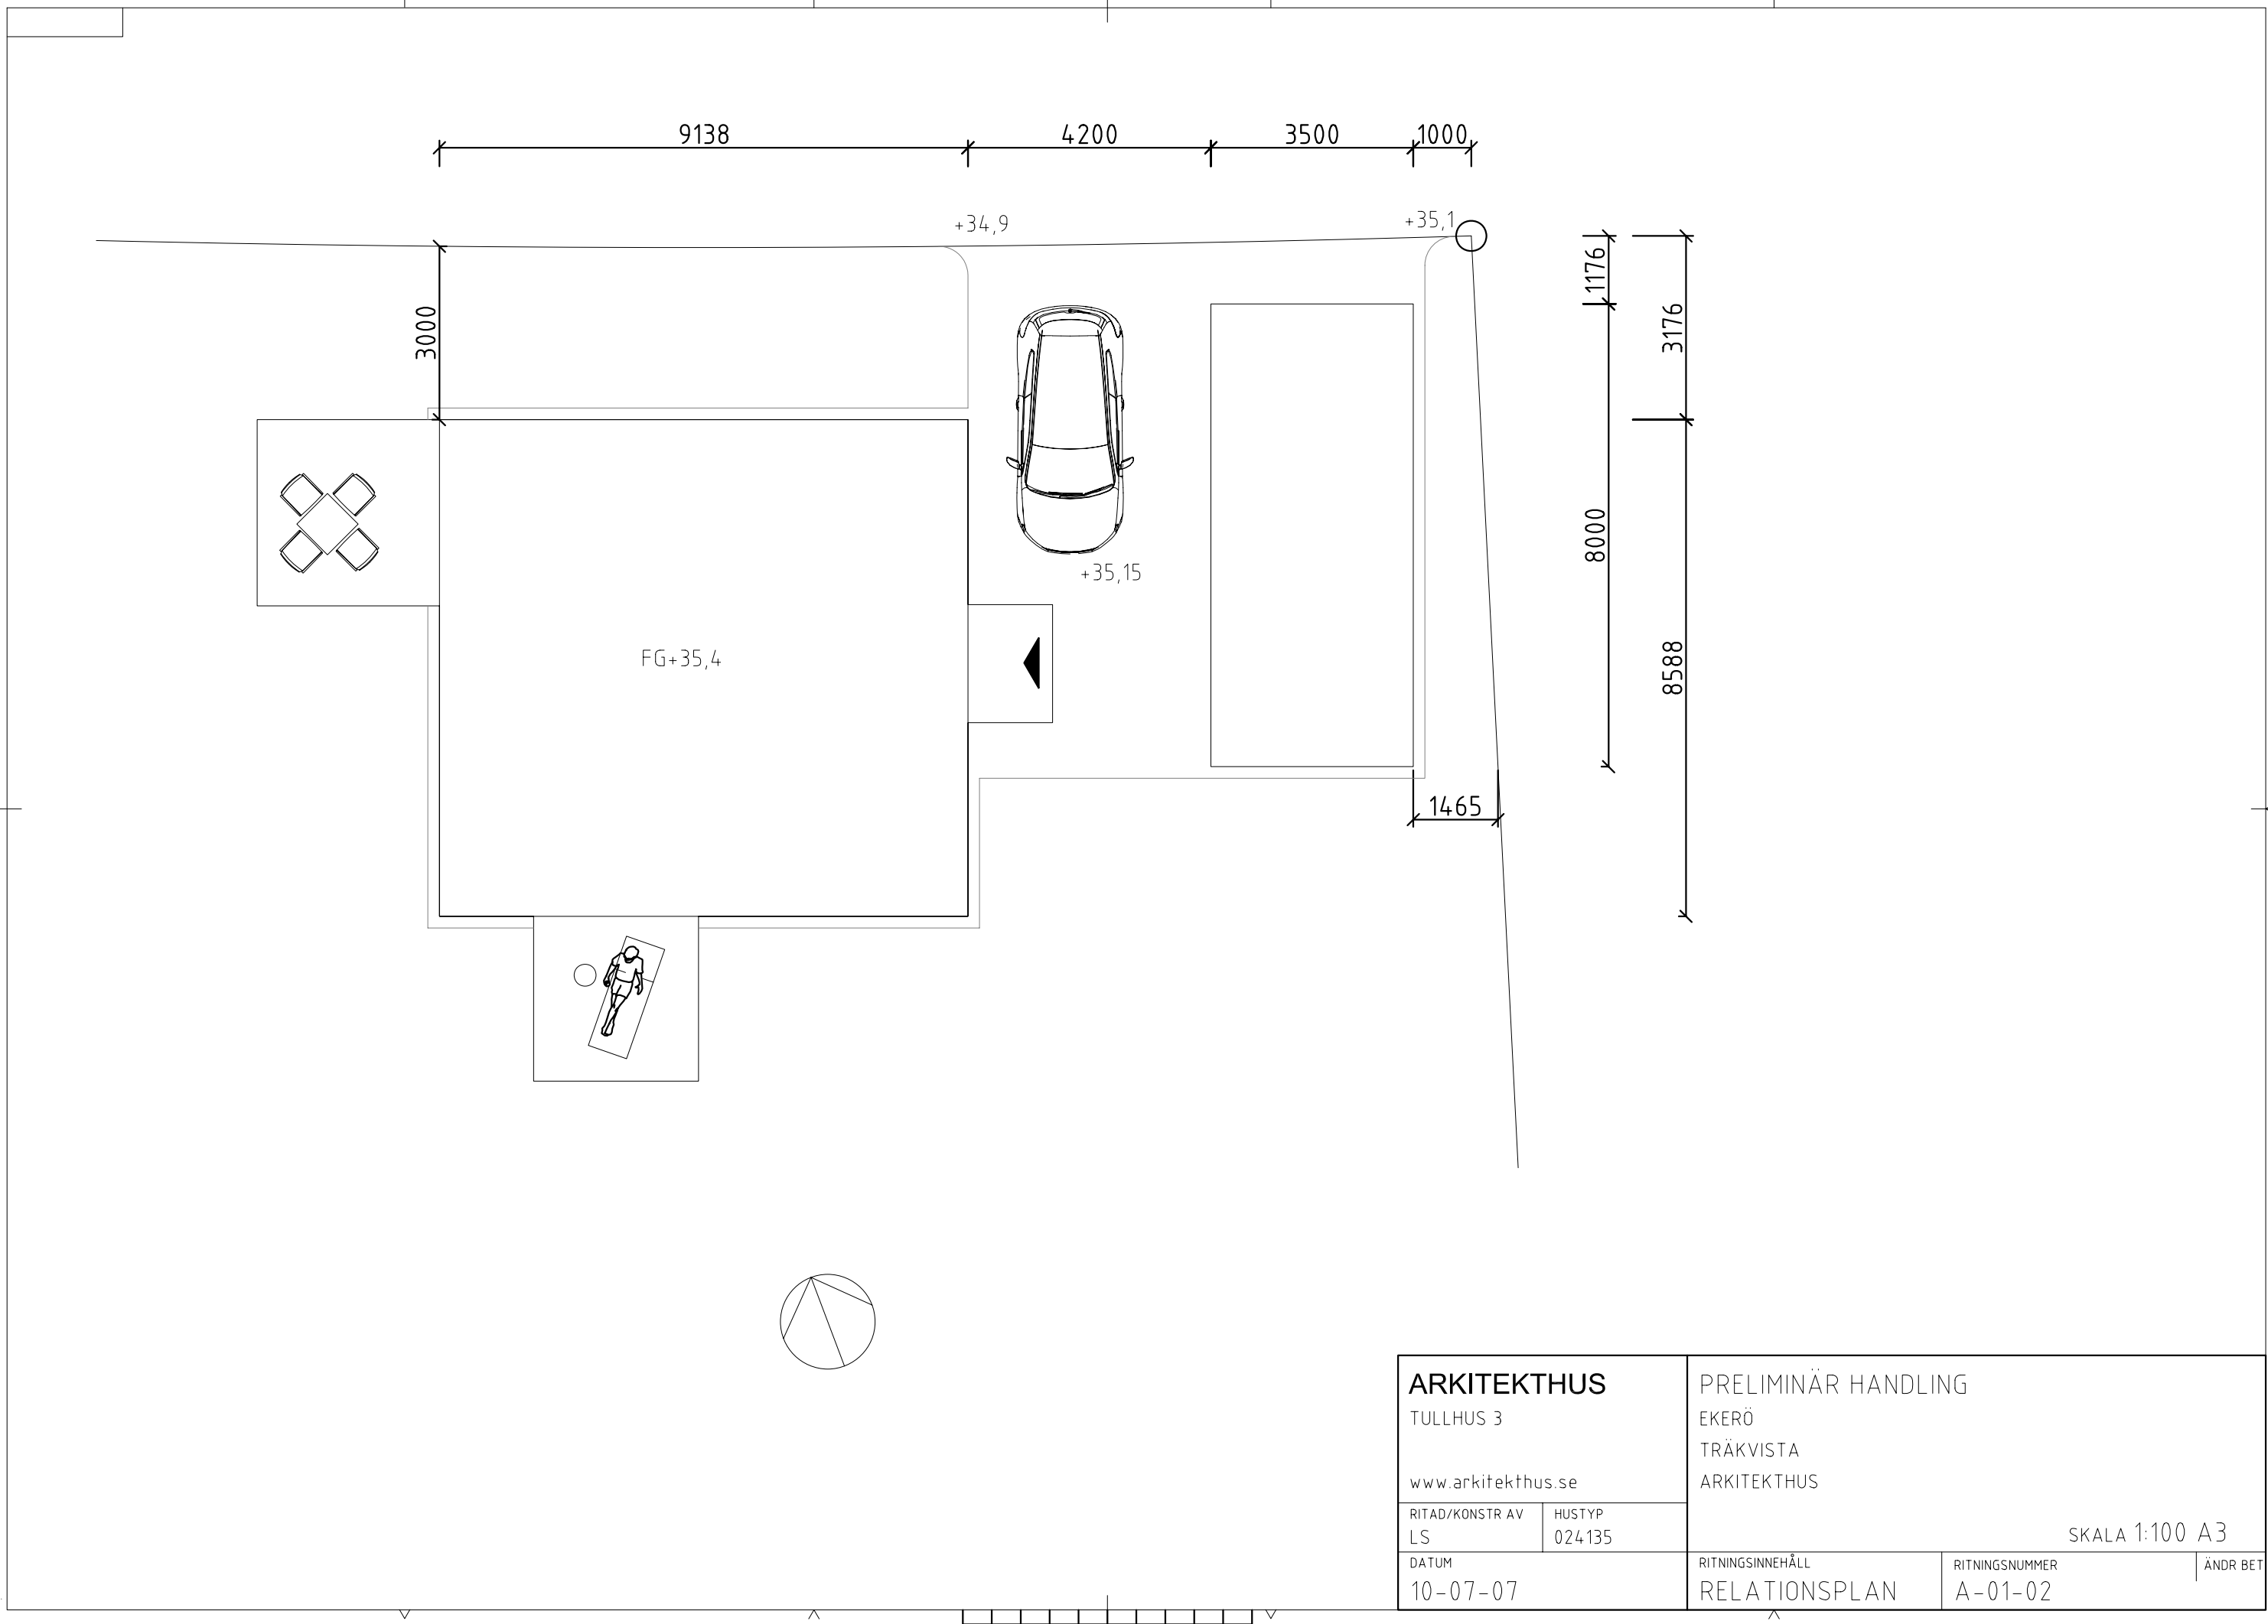 9138
4200
3500
1000
+34,9
+35,1
1176
3176
3000
8000
+35,15
FG+35,4
8588
1465
ARKITEKTHUS
TULLHUS 3
www.arkitekthus.se
RITAD/KONSTR AV
LS
HUSTYP
024135
DATUM
10-07-07
PRELIMINÄR HANDLING
EKERÖ
TRÄKVISTA
ARKITEKTHUS
SKALA 1:100 A3
RITNINGSINNEHÅLL
RELATIONSPLAN
RITNINGSNUMMER
A-01-02
ÄNDR BET